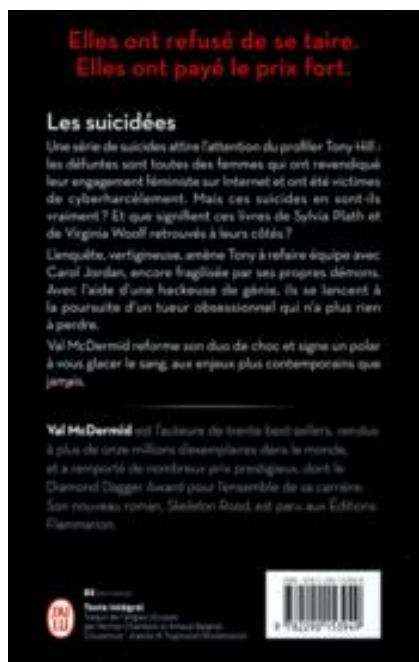 Elles ont refusé de se taire.
Elles ont payé le prix fort.
Les suicidées
Une série de suicides attire l'attention du profiler Tony Hill :
les défuntes sont toutes des femmes qui ont revendiqué
leur engagement féministe sur Internet et ont été victimes
de cyberharcèlement. Mais ces suicides en sont-ils
vraiment ? Et que signifient ces livres de Sylvia Plath et
de Virginia Woolf retrouvés à leurs côtés ?
L'enquête, vertigineuse, amène Tony à refaire équipe avec
Carol Jordan, encore fragilisée par ses propres démons.
Avec l'aide d'une hackeuse de génie, ils se lancent à
la poursuite d'un tueur obsessionnel qui n'a plus rien
à perdre.
Val McDermid reforme son duo de choc et signe un polar
à vous glacer le sang, aux enjeux plus contemporains que
jamais.
Val McDermid est l'auteure de trente best-sellers, vendus
à plus de onze millions d'exemplaires dans le monde,
et a remporté de nombreux prix prestigieux, dont le
Diamond Dagger Award pour l'ensemble de sa carrière.
Son nouveau roman, Skeleton Road, est paru aux Éditions
Flammarion.
J'AI LU
Texte intégral